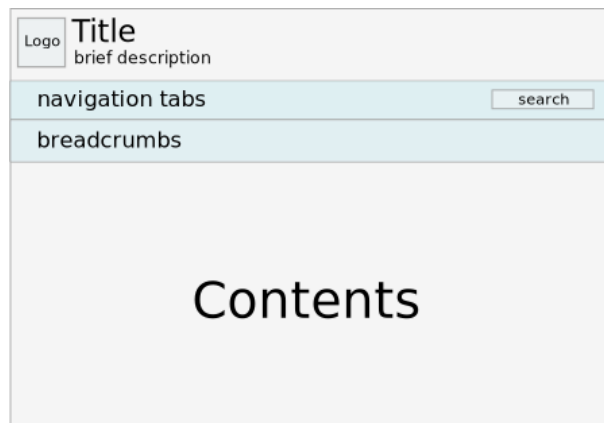 Logo
Title
brief description
navigation tabs
search
breadcrumbs
Contents